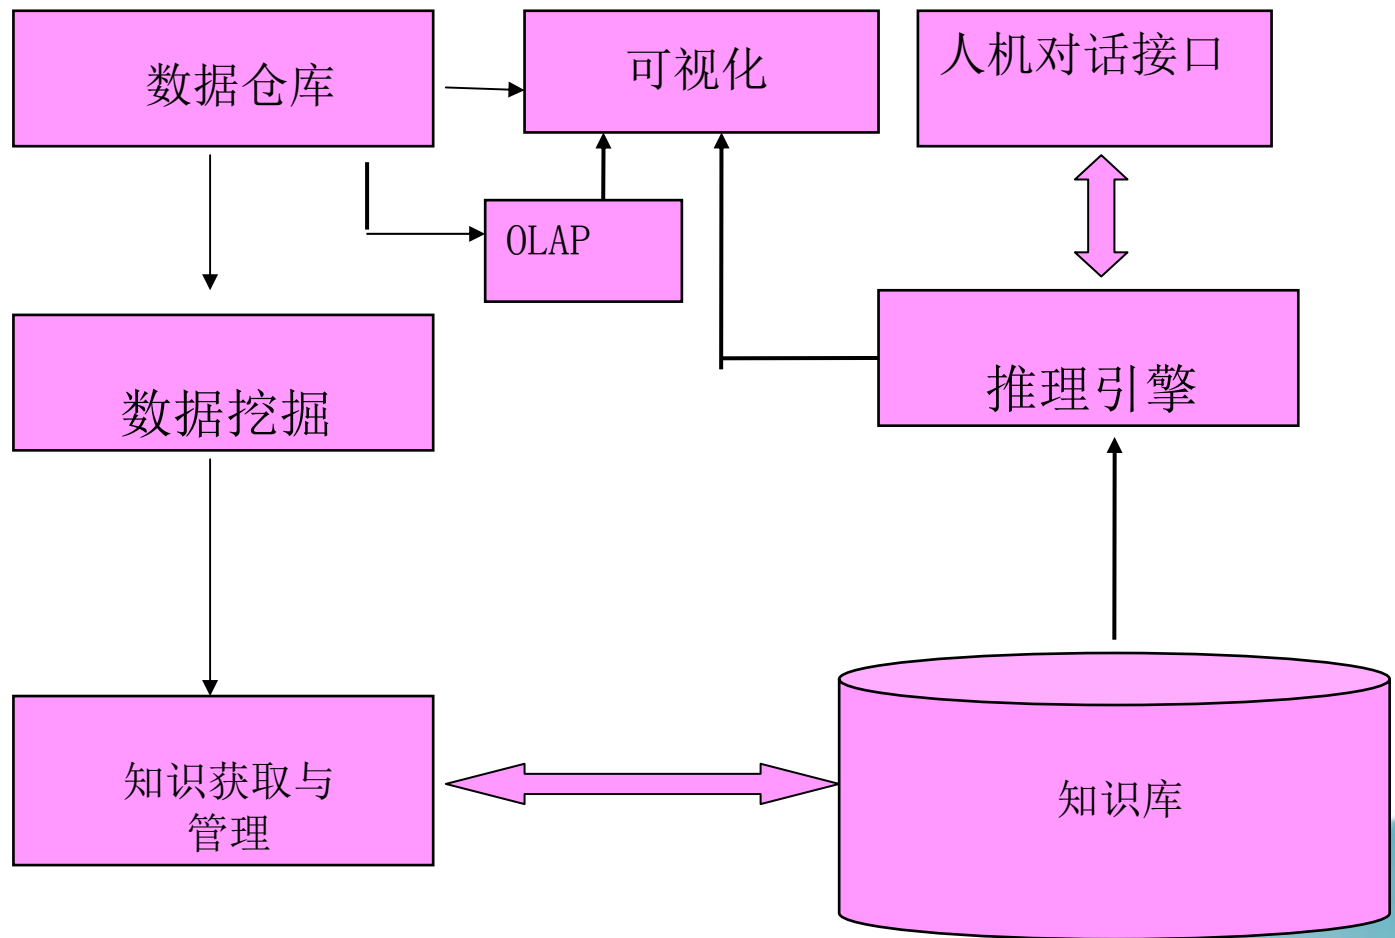 数据仓库
可视化
人机对话接口
OLAP
数据挖掘
推理引擎
知识获取与
管理
知识库